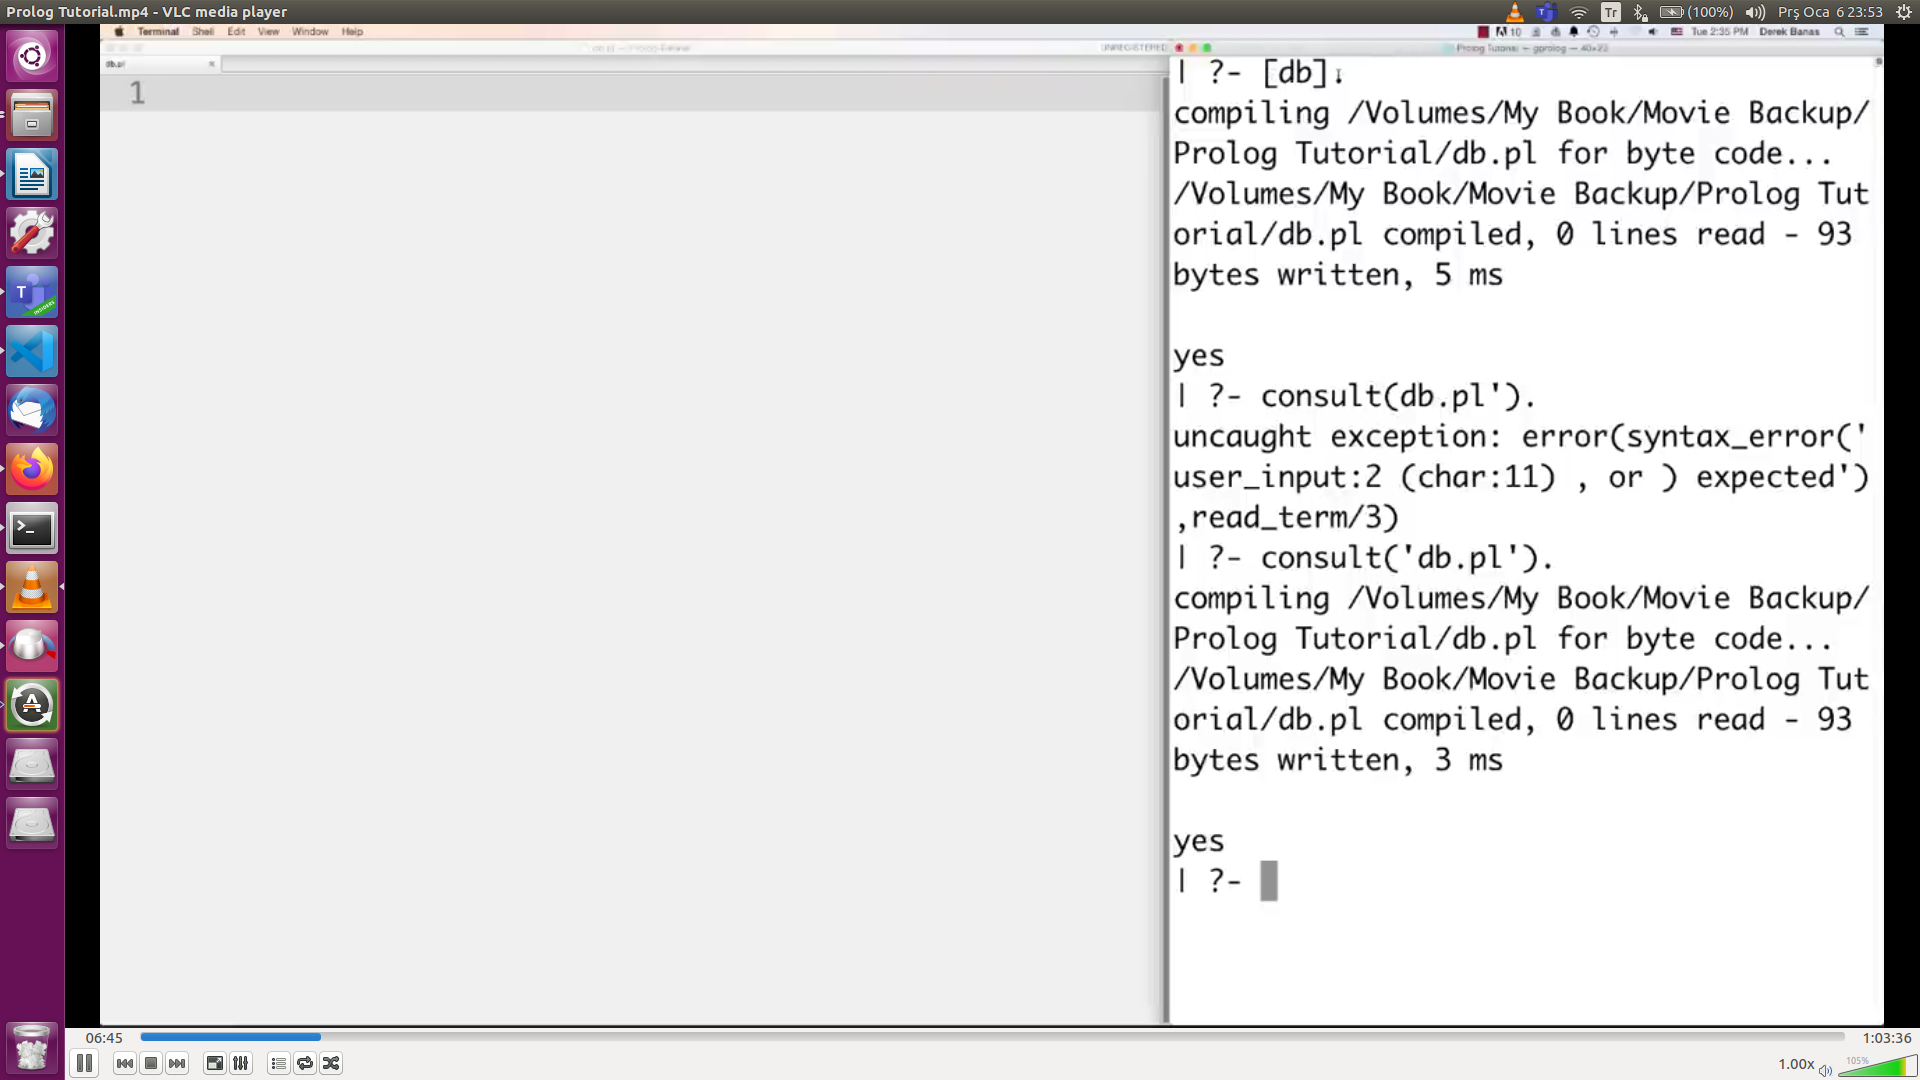 Prolog Tutorial.mp4 - VLC media player
Tr
(100%)
Prş Oca 6 23:53
Terminal Shell Edit View Window Help
10
Tue 2:35 PM Derek Banas
UNREGISTERED
Prolog Tutorial — gprolog — 40×23
db.pl
1
| ?- [db].
compiling /Volumes/My Book/Movie Backup/
Prolog Tutorial/db.pl for byte code...
/Volumes/My Book/Movie Backup/Prolog Tut
orial/db.pl compiled, 0 lines read - 93
bytes written, 5 ms
yes
| ?- consult(db.pl').
uncaught exception: error(syntax_error('
user_input:2 (char:11) , or ) expected')
,read_term/3)
| ?- consult('db.pl').
compiling /Volumes/My Book/Movie Backup/
Prolog Tutorial/db.pl for byte code...
/Volumes/My Book/Movie Backup/Prolog Tut
orial/db.pl compiled, 0 lines read - 93
bytes written, 3 ms
yes
| ?-
06:45
1:03:36
1.00x
105%